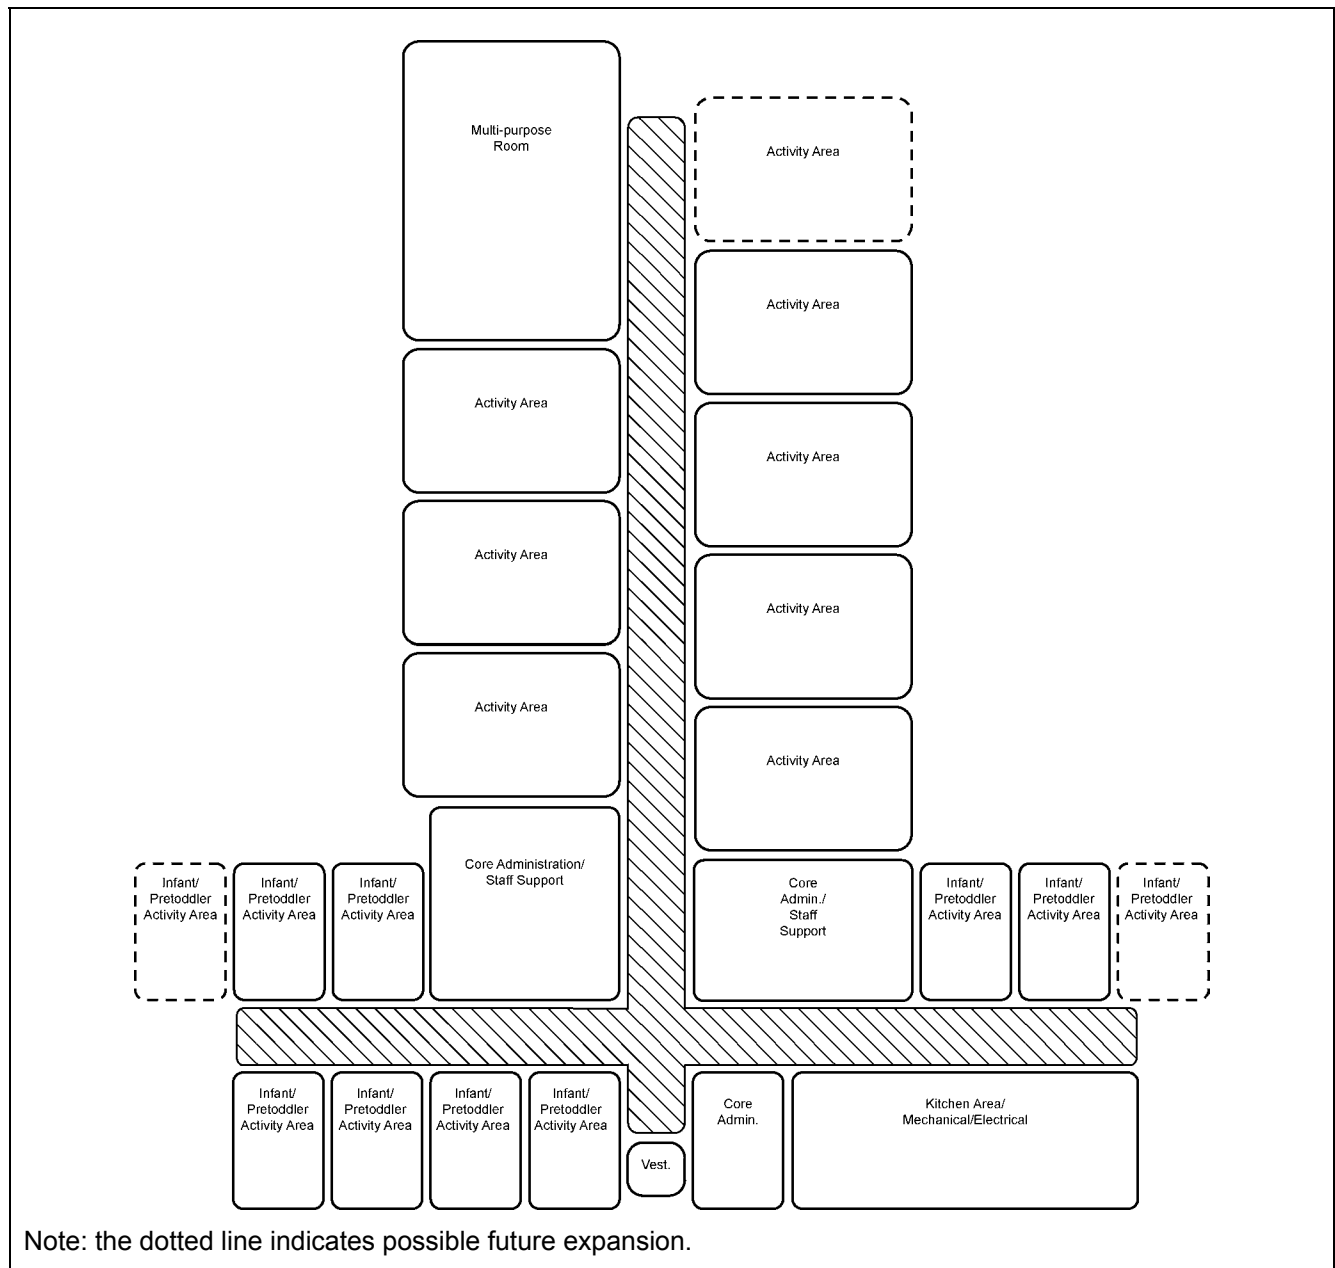 Multi-purpose
Room
Activity Area
Activity Area
Activity Area
Activity Area
Activity Area
Activity Area
Activity Area
Activity Area
Core Administration/
Staff Support
Core
Admin./
Staff
Support
Infant/
Pretoddler
Activity Area
Infant/
Pretoddler
Activity Area
Infant/
Pretoddler
Activity Area
Infant/
Pretoddler
Activity Area
Infant/
Pretoddler
Activity Area
Infant/
Pretoddler
Activity Area
Infant/
Pretoddler
Activity Area
Infant/
Pretoddler
Activity Area
Infant/
Pretoddler
Activity Area
Infant/
Pretoddler
Activity Area
Vest.
Core
Admin.
Kitchen Area/
Mechanical/Electrical
Note: the dotted line indicates possible future expansion.